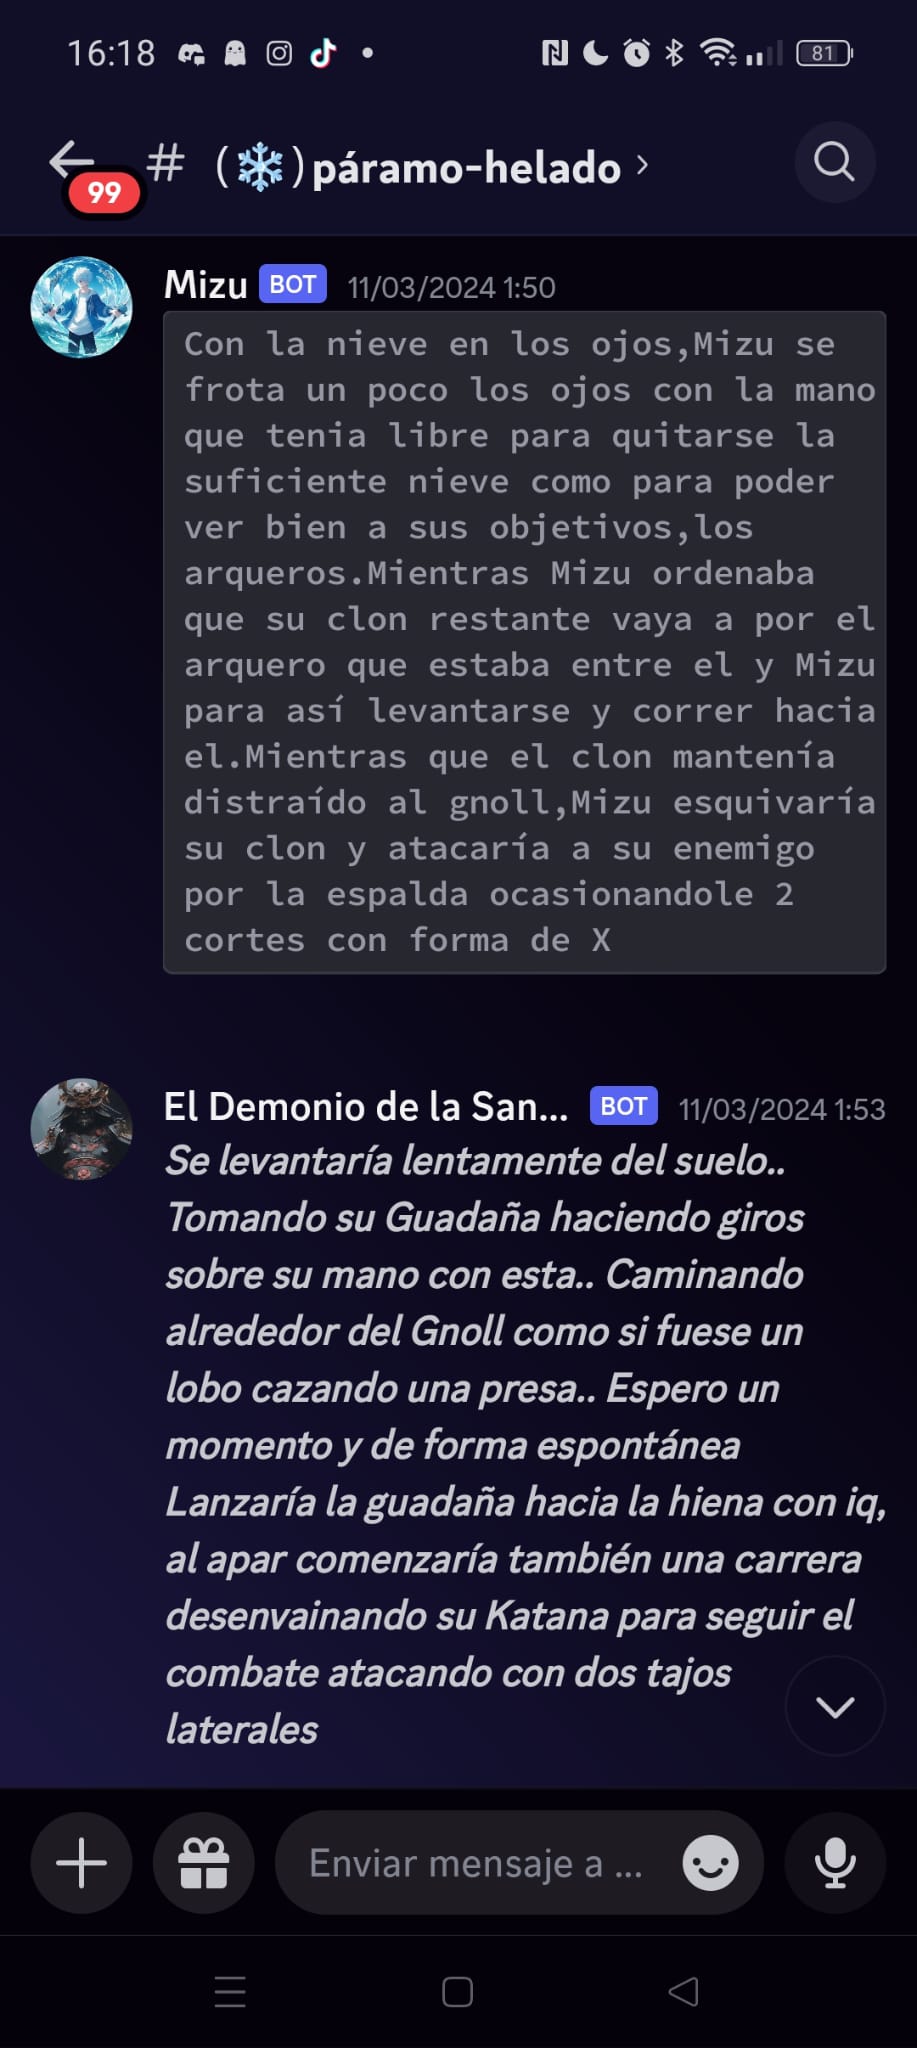 16:18
81
99
# (❄️) páramo-helado ›
Mizu BOT 11/03/2024 1:50
Con la nieve en los ojos,Mizu se
frota un poco los ojos con la mano
que tenia libre para quitarse la
suficiente nieve como para poder
ver bien a sus objetivos,los
arqueros.Mientras Mizu ordenaba
que su clon restante vaya a por el
arquero que estaba entre el y Mizu
para así levantarse y correr hacia
el.Mientras que el clon mantenía
distraído al gnoll,Mizu esquivaría
su clon y atacaría a su enemigo
por la espalda ocasionandole 2
cortes con forma de X
El Demonio de la San... BOT 11/03/2024 1:53
Se levantaría lentamente del suelo..
Tomando su Guadaña haciendo giros
sobre su mano con esta.. Caminando
alrededor del Gnoll como si fuese un
lobo cazando una presa.. Espero un
momento y de forma espontánea
Lanzaría la guadaña hacia la hiena con iq,
al apar comenzaría también una carrera
desenvainando su Katana para seguir el
combate atacando con dos tajos
laterales
Enviar mensaje a ...